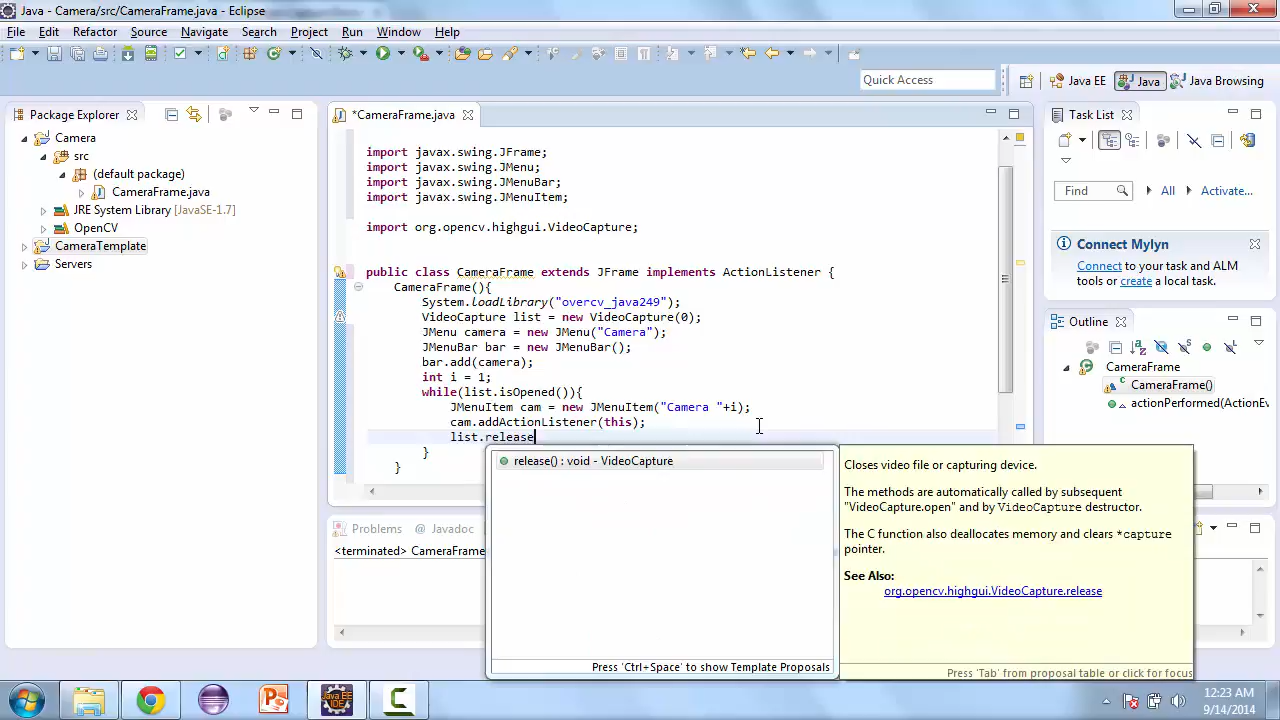 Java - Camera/src/CameraFrame.java - Eclipse
File Edit Refactor Source Navigate Search Project Run Window Help
Quick Access
Java EE Java Java Browsing
Package Explorer
Camera
src
(default package)
CameraFrame.java
JRE System Library [JavaSE-1.7]
OpenCV
CameraTemplate
Servers
*CameraFrame.java
import javax.swing.JFrame;
import javax.swing.JMenu;
import javax.swing.JMenuBar;
import javax.swing.JMenuItem;
import org.opencv.highgui.VideoCapture;
public class CameraFrame extends JFrame implements ActionListener {
CameraFrame(){
System.loadLibrary("overcv_java249");
VideoCapture list = new VideoCapture(0);
JMenu camera = new JMenu("Camera");
JMenuBar bar = new JMenuBar();
bar.add(camera);
int i = 1;
while(list.isOpened()){
JMenuItem cam = new JMenuItem("Camera "+i);
cam.addActionListener(this);
list.release
}
}
release() : void - VideoCapture
Press 'Ctrl+Space' to show Template Proposals
Closes video file or capturing device.
The methods are automatically called by subsequent
"VideoCapture.open" and by VideoCapture destructor.
The C function also deallocates memory and clears *capture
pointer.
See Also:
org.opencv.highgui.VideoCapture.release
Press 'Tab' from proposal table or click for focus
Problems @ Javadoc
<terminated> CameraFrame
Task List
Find All Activate...
Connect Mylyn
Connect to your task and ALM
tools or create a local task.
Outline
CameraFrame
CameraFrame()
actionPerformed(ActionEv
Java EE
IDE
12:23 AM
9/14/2014